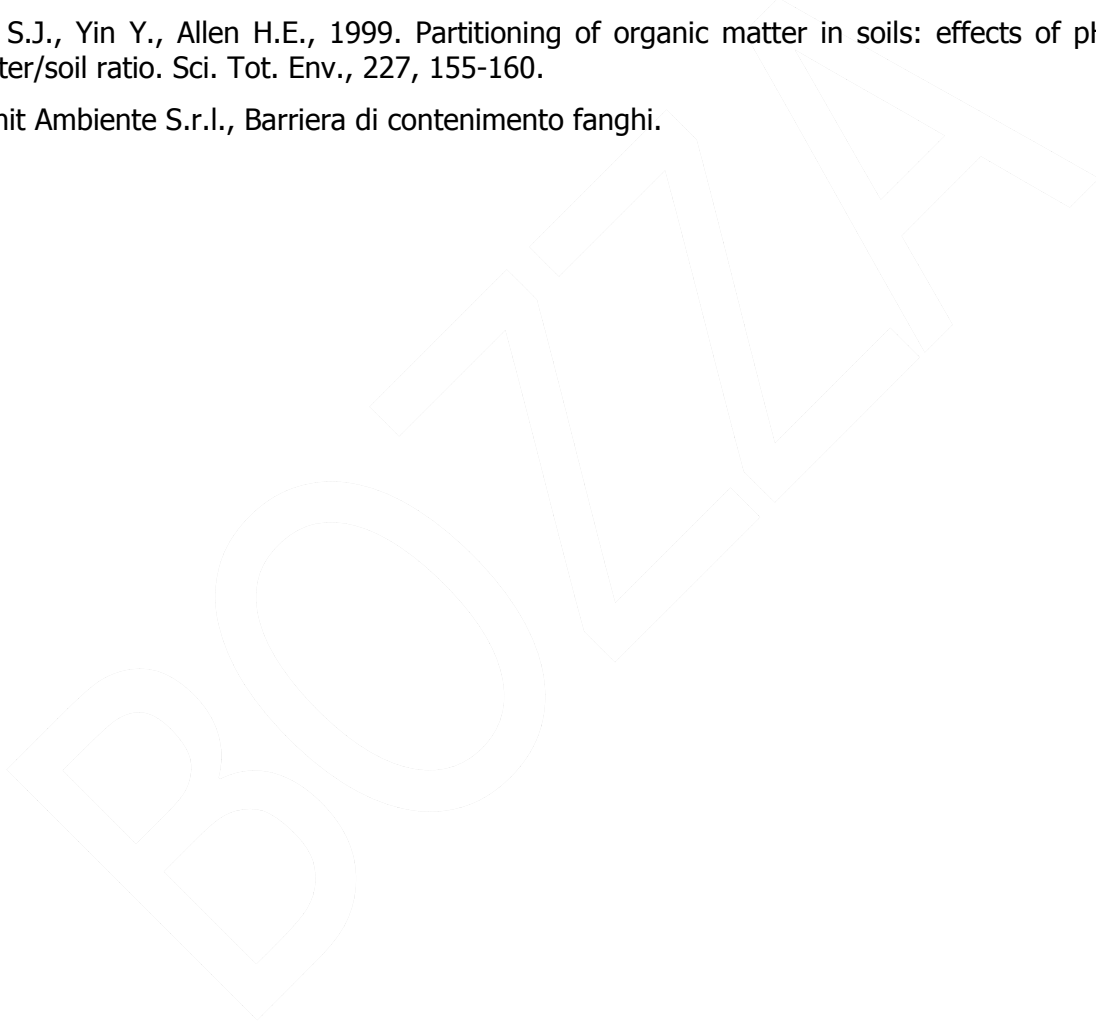 S.J., Yin Y., Allen H.E., 1999. Partitioning of organic matter in soils: effects of pH
ter/soil ratio. Sci. Tot. Env., 227, 155-160.
nit Ambiente S.r.l., Barriera di contenimento fanghi.
BOZZA